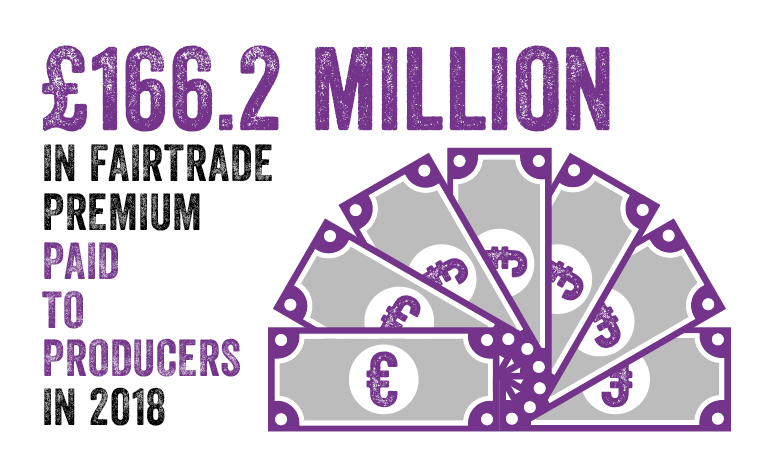 £166.2 MILLION
IN FAIRTRADE
PREMIUM
PAID
TO
PRODUCERS
IN 2018
€